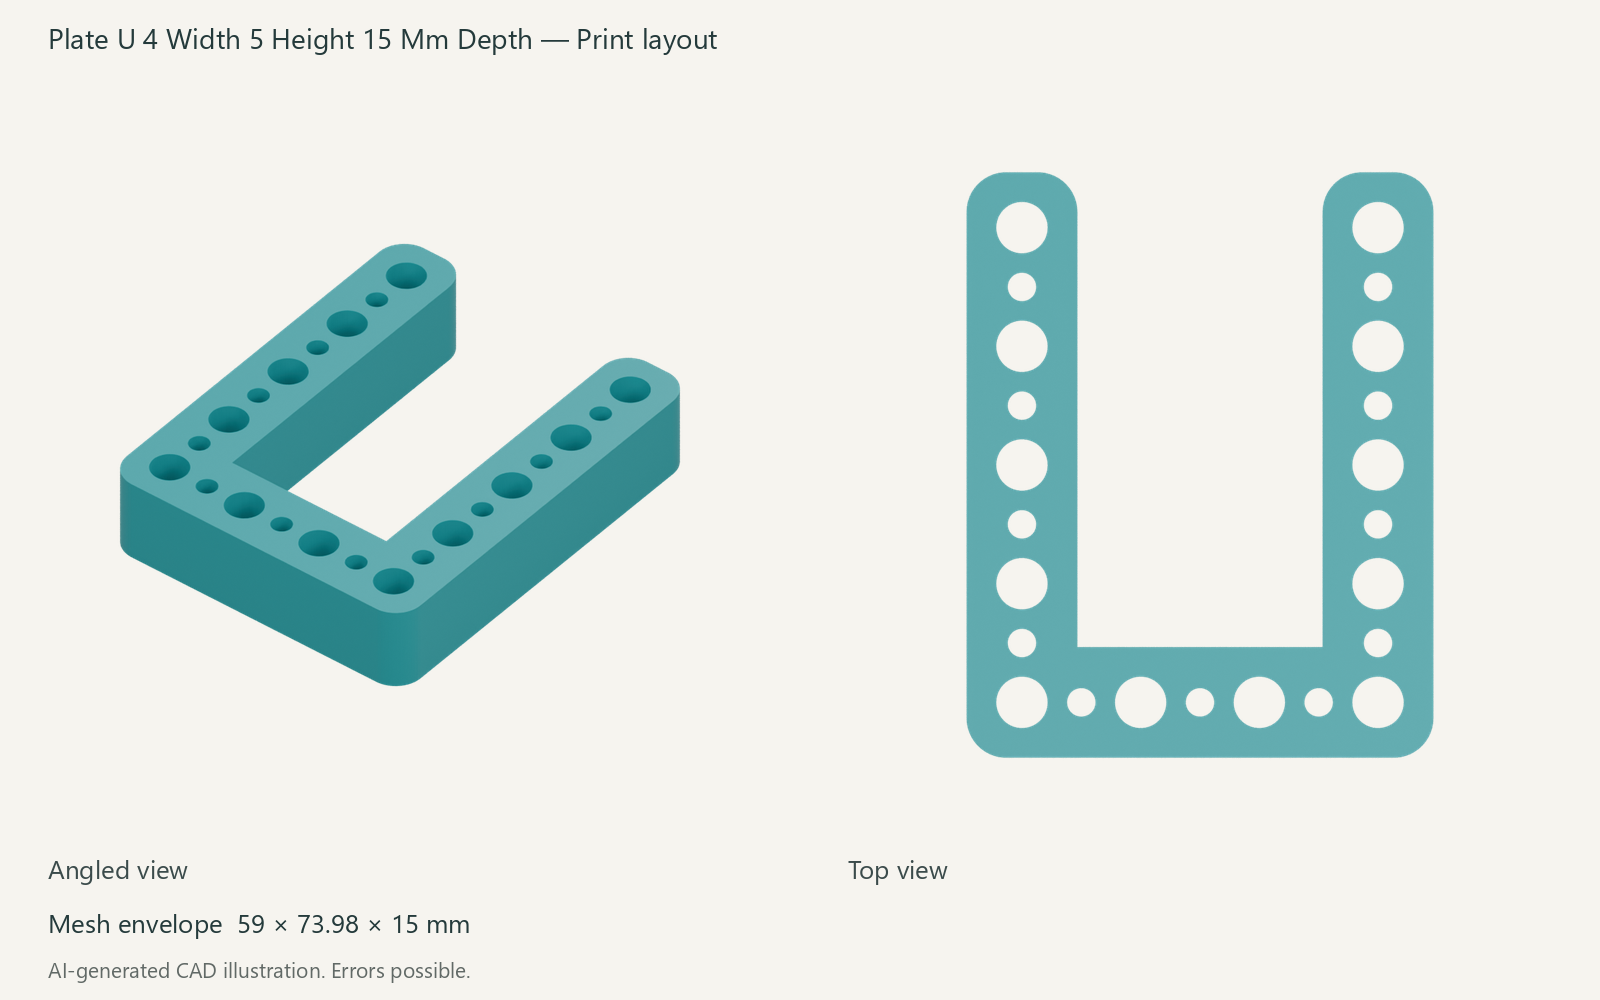 Plate U 4 Width 5 Height 15 Mm Depth — Print layout
Angled view
Top view
Mesh envelope 59 × 73.98 × 15 mm
AI-generated CAD illustration. Errors possible.